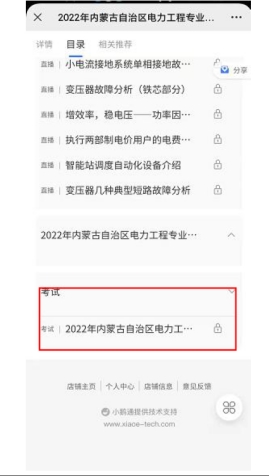 2022年内蒙古自治区电力工程专业...
详情 目录 相关推荐
直播 | 小电流接地系统单相接地故…
分享
直播 | 变压器故障分析（铁芯部分）
直播 | 增效率，稳电压——功率因…
直播 | 执行两部制电价用户的电费…
直播 | 智能站调度自动化设备介绍
直播 | 变压器几种典型短路故障分析
2022年内蒙古自治区电力工程专业…
考试
考试 | 2022年内蒙古自治区电力工…
店铺主页 | 个人中心 | 店铺信息 | 意见反馈
小鹅通提供技术支持
www.xiaoe-tech.com